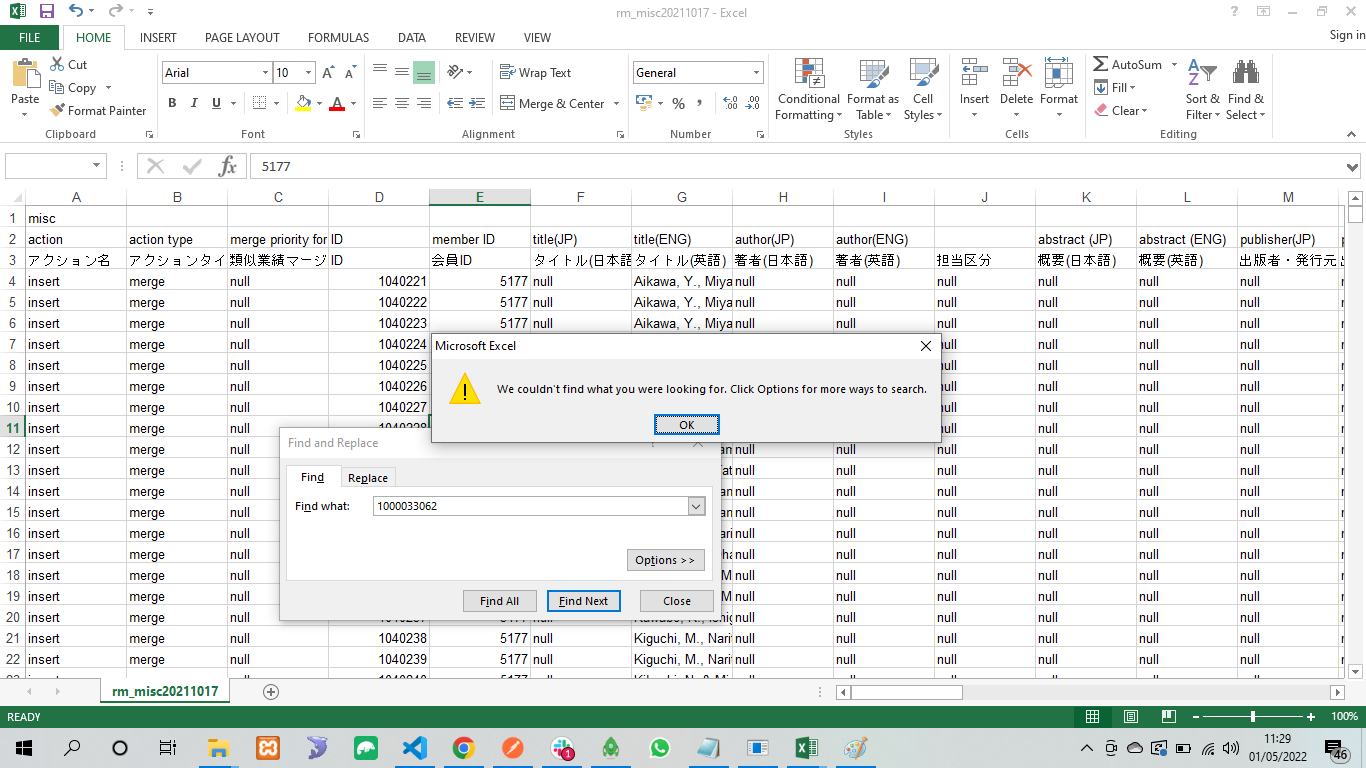 rm_misc20211017 - Excel
FILE HOME INSERT PAGE LAYOUT FORMULAS DATA REVIEW VIEW Sign in
Paste Cut Copy Format Painter Clipboard
Arial 10 B I U Font
Wrap Text Merge & Center Alignment
General % Number
Conditional Formatting Format as Table Cell Styles Styles
Insert Delete Format Cells
AutoSum Fill Clear Sort & Filter Find & Select Editing
5177
A B C D E F G H I J K L M
1 misc
2 action action type merge priority for ID member ID title(JP) title(ENG) author(JP) author(ENG) abstract (JP) abstract (ENG) publisher(JP)
3 アクション名 アクションタイ 類似業績マージ ID 会員ID タイトル(日本語 タイトル(英語) 著者(日本語) 著者(英語) 担当区分 概要(日本語) 概要(英語) 出版者・発行元
4 insert merge null 1040221 5177 null Aikawa, Y., Miya null null null null null null
5 insert merge null 1040222 5177 null Aikawa, Y., Miya null null null null null null
6 insert merge null 1040223 5177 null Aikawa, Y., Miya null null null null null null
7 insert merge null 1040224 null null null null
8 insert merge null 1040225 null null null null
9 insert merge null 1040226 null null null null
10 insert merge null 1040227 null null null null
11 insert merge null null null null null
12 insert merge null null null null null null null
13 insert merge null null null null null null null
14 insert merge null null null null null null null
15 insert merge null null null null null null null
16 insert merge null null null null null null null
17 insert merge null null null null null null null
18 insert merge null null null null null null null
19 insert merge null null null null null null null
20 insert merge null null null null null null null
21 insert merge null 1040238 5177 null Kiguchi, M., Nari null null null null null null
22 insert merge null 1040239 5177 null Kiguchi, M., Nari null null null null null null
Microsoft Excel
We couldn't find what you were looking for. Click Options for more ways to search.
OK
Find and Replace
Find Replace
Find what: 1000033062
Options >>
Find All Find Next Close
rm_misc20211017
READY 100%
11:29
01/05/2022
46
1